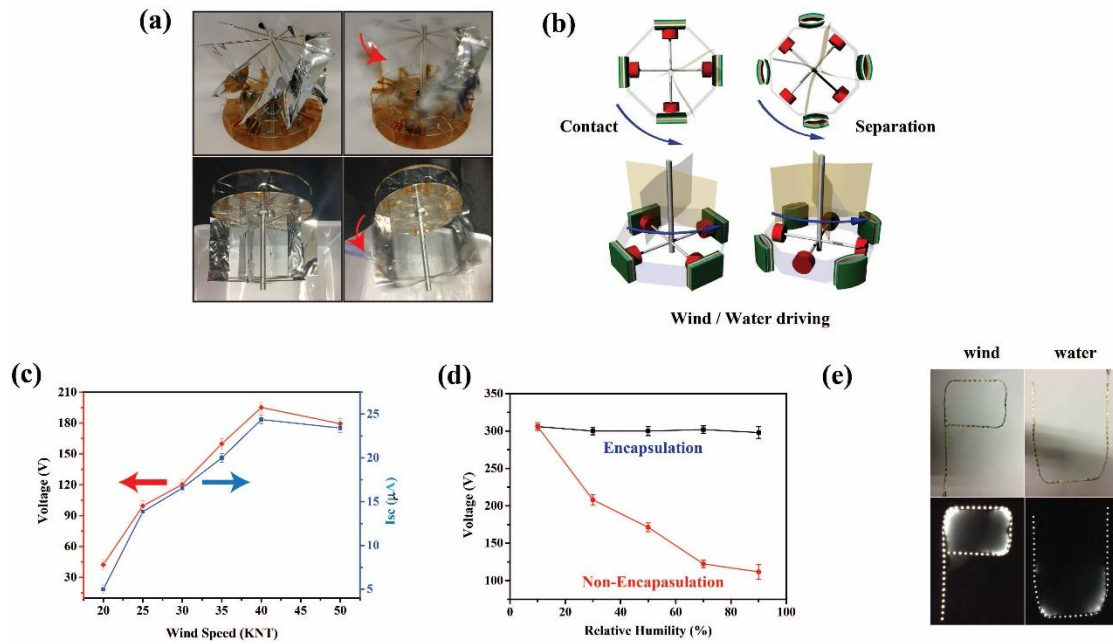 (a)
(b)
Contact
Separation
Wind / Water driving
(c)
210
180
150
120
90
60
30
Voltage (V)
25
20
15
10
5
Isc (μA)
20 25 30 35 40 45 50
Wind Speed (KNT)
(d)
350
300
250
200
150
100
Voltage (V)
Encapsulation
Non-Encapasulation
0 20 40 60 80 100
Relative Humility (%)
(e)
wind water